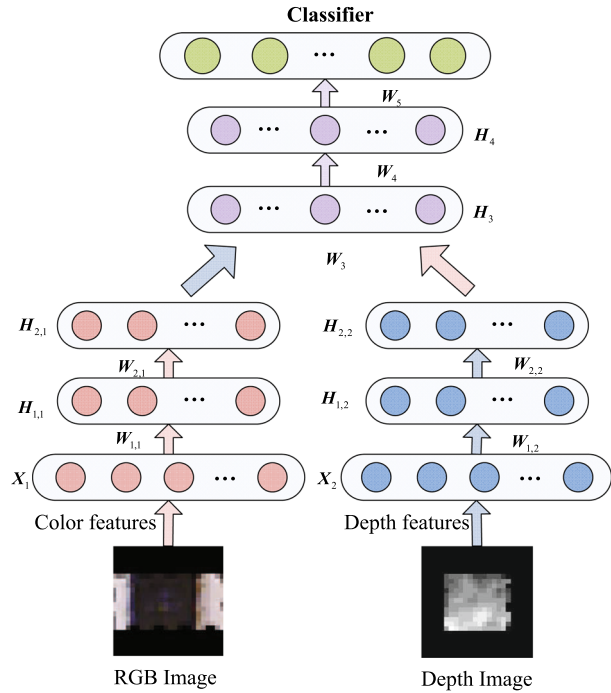 Classifier
...
W5
... ...
H4
W4
... ...
H3
W3
H2,1
...
H2,2
...
W2,1
W2,2
H1,1
...
H1,2
...
W1,1
W1,2
X1
...
X2
...
Color features
Depth features
RGB Image
Depth Image